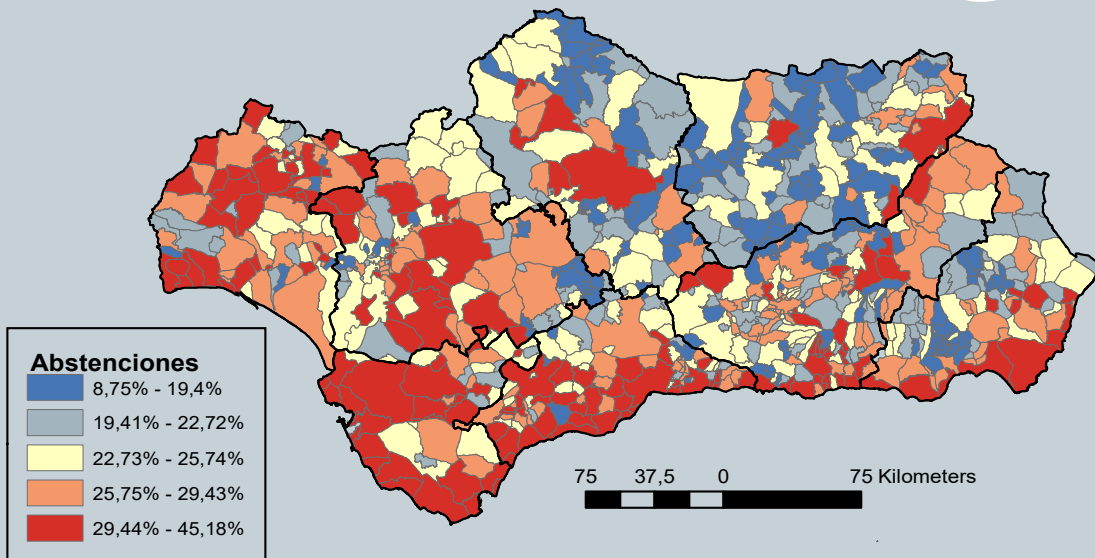 Abstenciones
8,75% - 19,4%
19,41% - 22,72%
22,73% - 25,74%
25,75% - 29,43%
29,44% - 45,18%
75 37,5 0 75 Kilometers